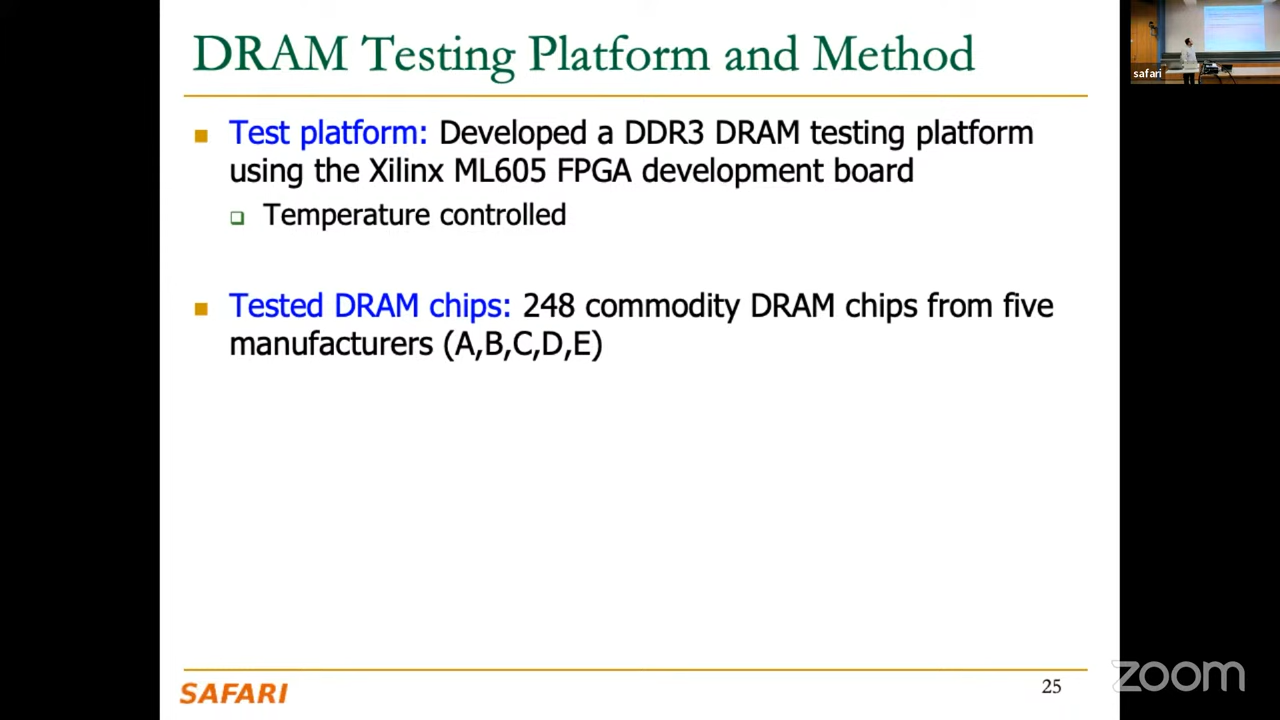 DRAM Testing Platform and Method
safari
■ Test platform: Developed a DDR3 DRAM testing platform
using the Xilinx ML605 FPGA development board
❑ Temperature controlled
■ Tested DRAM chips: 248 commodity DRAM chips from five
manufacturers (A,B,C,D,E)
SAFARI
25
zoom